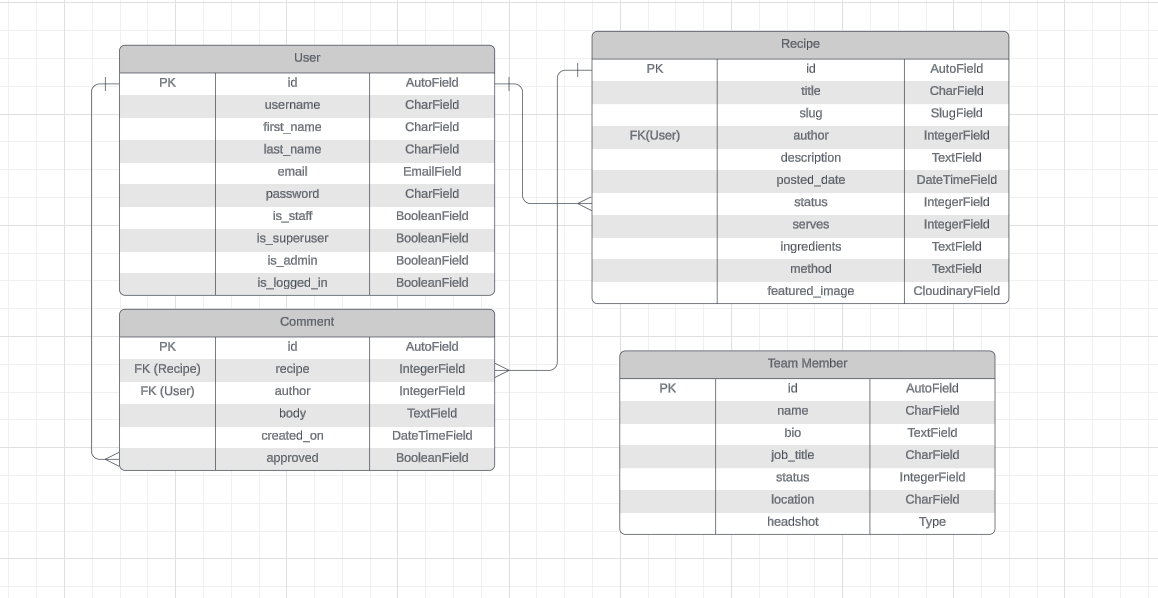 User
PK id AutoField
username CharField
first_name CharField
last_name CharField
email EmailField
password CharField
is_staff BooleanField
is_superuser BooleanField
is_admin BooleanField
is_logged_in BooleanField
Recipe
PK id AutoField
title CharField
slug SlugField
FK(User) author IntegerField
description TextField
posted_date DateTimeField
status IntegerField
serves IntegerField
ingredients TextField
method TextField
featured_image CloudinaryField
Comment
PK id AutoField
FK (Recipe) recipe IntegerField
FK (User) author IntegerField
body TextField
created_on DateTimeField
approved BooleanField
Team Member
PK id AutoField
name CharField
bio TextField
job_title CharField
status IntegerField
location CharField
headshot Type